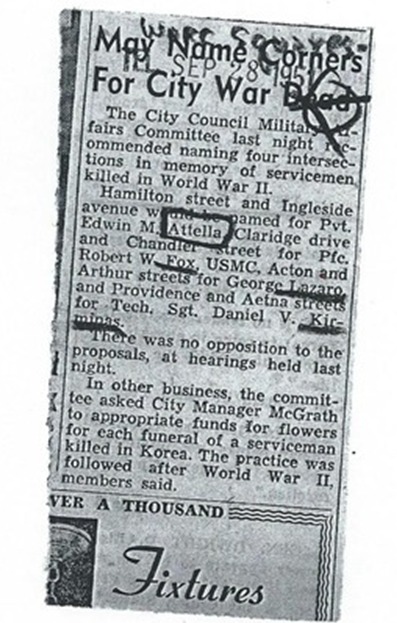 May Name Corners
TEL SEP 28 195
For City War Dead
The City Council Military Af-
fairs Committee last night rec-
ommended naming four intersec-
tions in memory of servicemen
killed in World War II.
Hamilton street and Ingleside
avenue would be named for Pvt.
Edwin M. Attella, Claridge drive
and Chandler street for Pfc.
Robert W. Fox, USMC, Acton and
Arthur streets for George Lazaro,
and Providence and Aetna streets
for Tech. Sgt. Daniel V. Kir-
minas.
There was no opposition to the
proposals, at hearings held last
night.
In other business, the commit-
tee asked City Manager McGrath
to appropriate funds for flowers
for each funeral of a serviceman
killed in Korea. The practice was
followed after World War II,
members said.
VER A THOUSAND
Fixtures